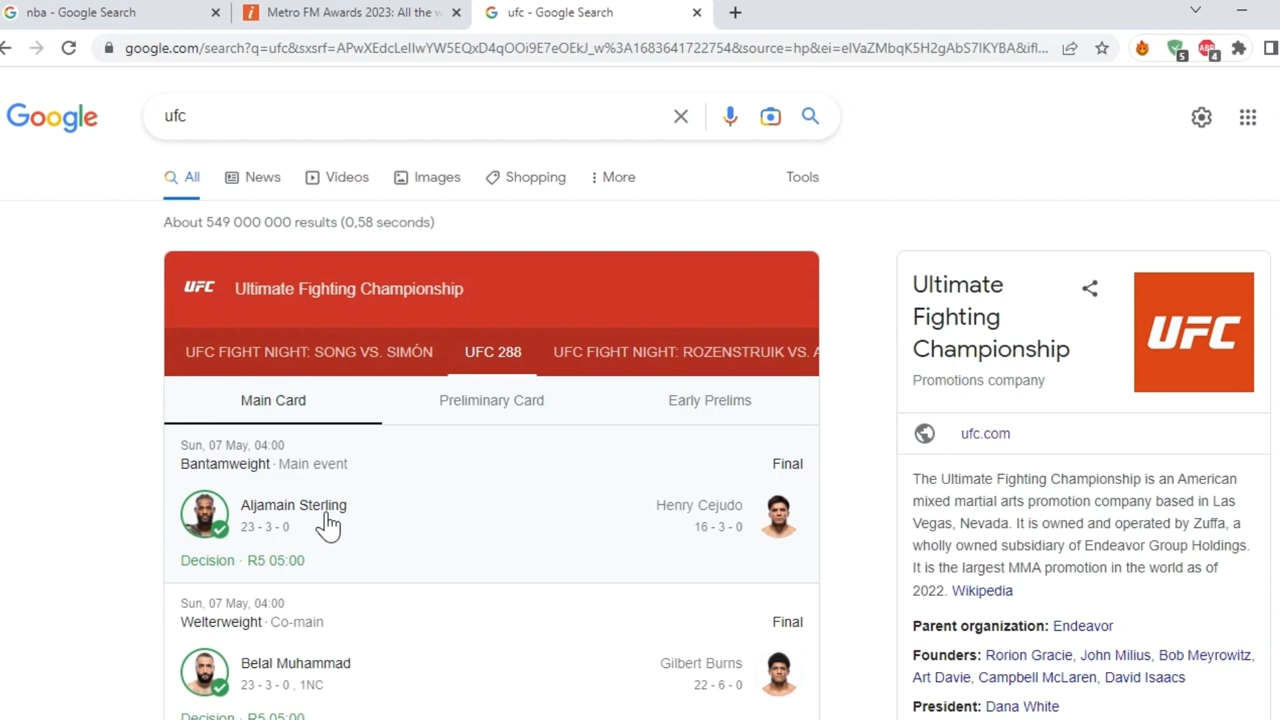 nba - Google Search
Metro FM Awards 2023: All the w
ufc - Google Search
google.com/search?q=ufc&sxsrf=APwXEdcLeIIwYW5EQxD4qOOi9E7eOEkJ_w%3A1683641722754&source=hp&ei=elVaZMbqK5H2gAbS7IKYBA&ifl...
5
ABP
4
Google
ufc
All
News
Videos
Images
Shopping
More
Tools
About 549 000 000 results (0,58 seconds)
UFC
Ultimate Fighting Championship
UFC FIGHT NIGHT: SONG VS. SIMÓN
UFC 288
UFC FIGHT NIGHT: ROZENSTRUIK VS. A
Main Card
Preliminary Card
Early Prelims
Sun, 07 May, 04:00
Bantamweight · Main event
Final
Aljamain Sterling
23 - 3 - 0
Henry Cejudo
16 - 3 - 0
Decision · R5 05:00
Sun, 07 May, 04:00
Welterweight · Co-main
Final
Belal Muhammad
23 - 3 - 0 , 1NC
Gilbert Burns
22 - 6 - 0
Decision · R5 05:00
Ultimate
Fighting
Championship
Promotions company
UFC
ufc.com
The Ultimate Fighting Championship is an American
mixed martial arts promotion company based in Las
Vegas, Nevada. It is owned and operated by Zuffa, a
wholly owned subsidiary of Endeavor Group Holdings.
It is the largest MMA promotion in the world as of
2022. Wikipedia
Parent organization: Endeavor
Founders: Rorion Gracie, John Milius, Bob Meyrowitz,
Art Davie, Campbell McLaren, David Isaacs
President: Dana White